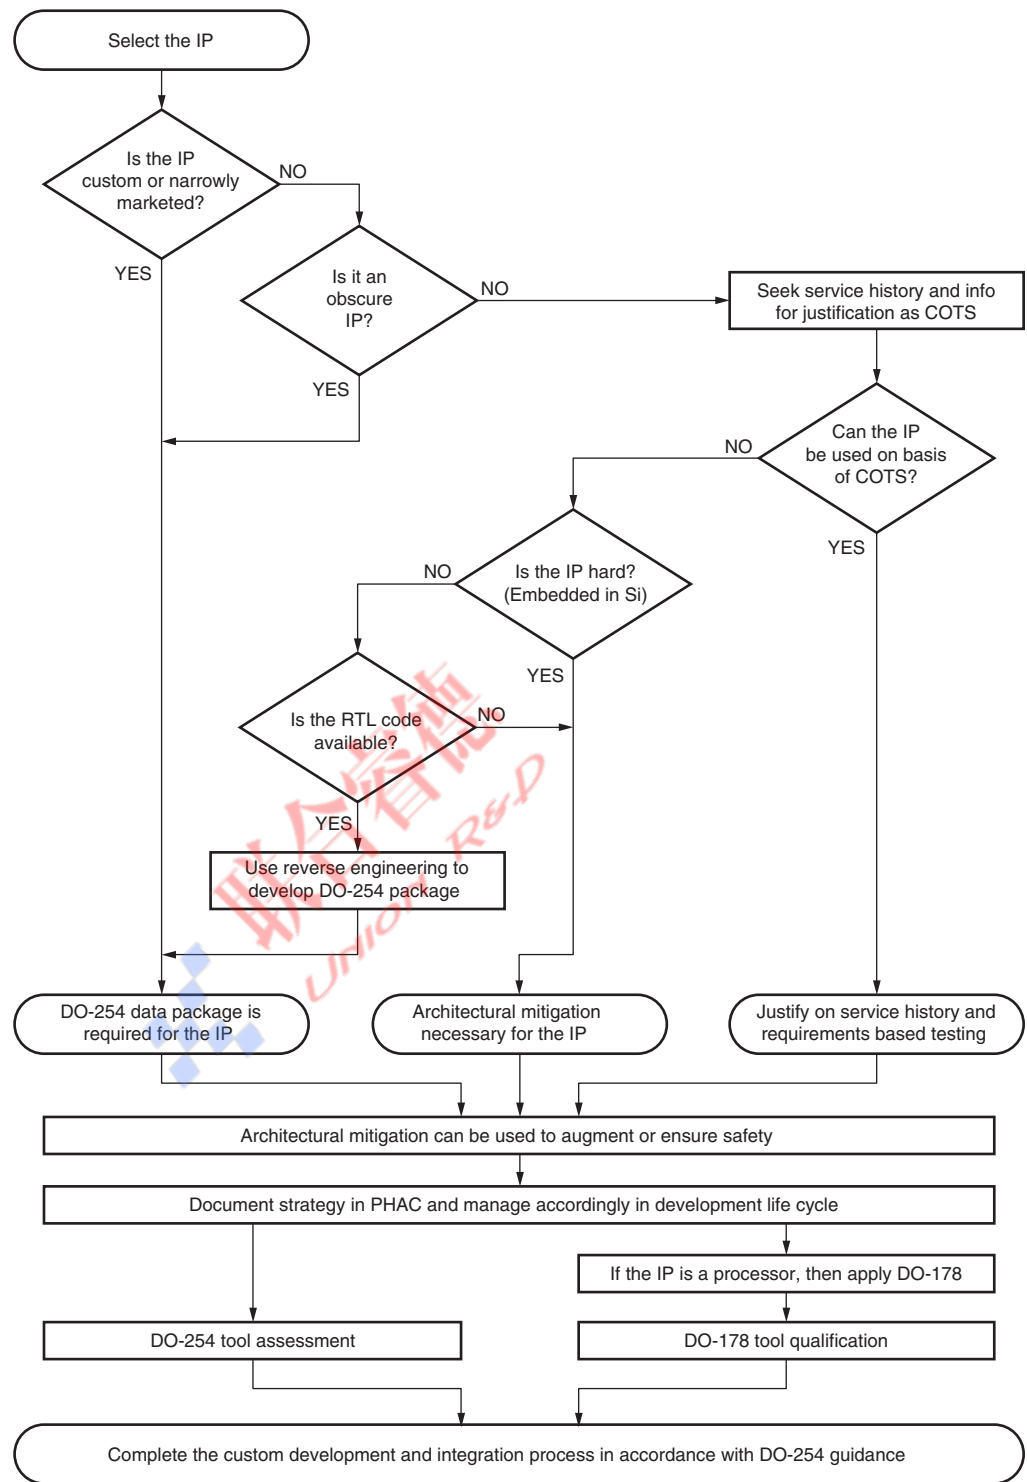 Select the IP
Is the IP
custom or narrowly
marketed?
NO
YES
Is it an
obscure
IP?
NO
YES
Seek service history and info
for justification as COTS
Can the IP
be used on basis
of COTS?
NO
YES
Is the IP hard?
(Embedded in Si)
NO
YES
Is the RTL code
available?
NO
YES
Use reverse engineering to
develop DO-254 package
联合睿德
UNION R&D
DO-254 data package is
required for the IP
Architectural mitigation
necessary for the IP
Justify on service history and
requirements based testing
Architectural mitigation can be used to augment or ensure safety
Document strategy in PHAC and manage accordingly in development life cycle
If the IP is a processor, then apply DO-178
DO-254 tool assessment
DO-178 tool qualification
Complete the custom development and integration process in accordance with DO-254 guidance